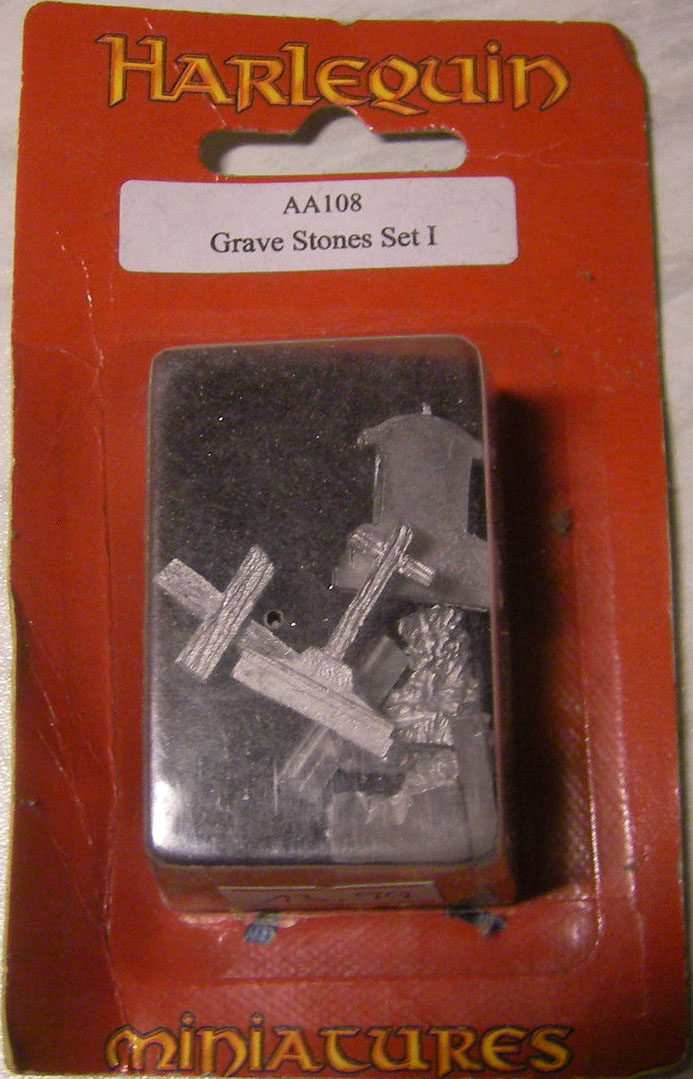 Harlequin
AA108
Grave Stones Set I
miniatures